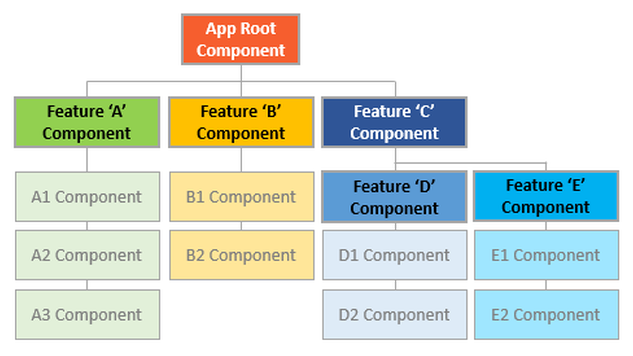 App Root
Component
Feature ‘A’
Component
Feature ‘B’
Component
Feature ‘C’
Component
A1 Component
B1 Component
Feature ‘D’
Component
Feature ‘E’
Component
A2 Component
B2 Component
D1 Component
E1 Component
A3 Component
D2 Component
E2 Component